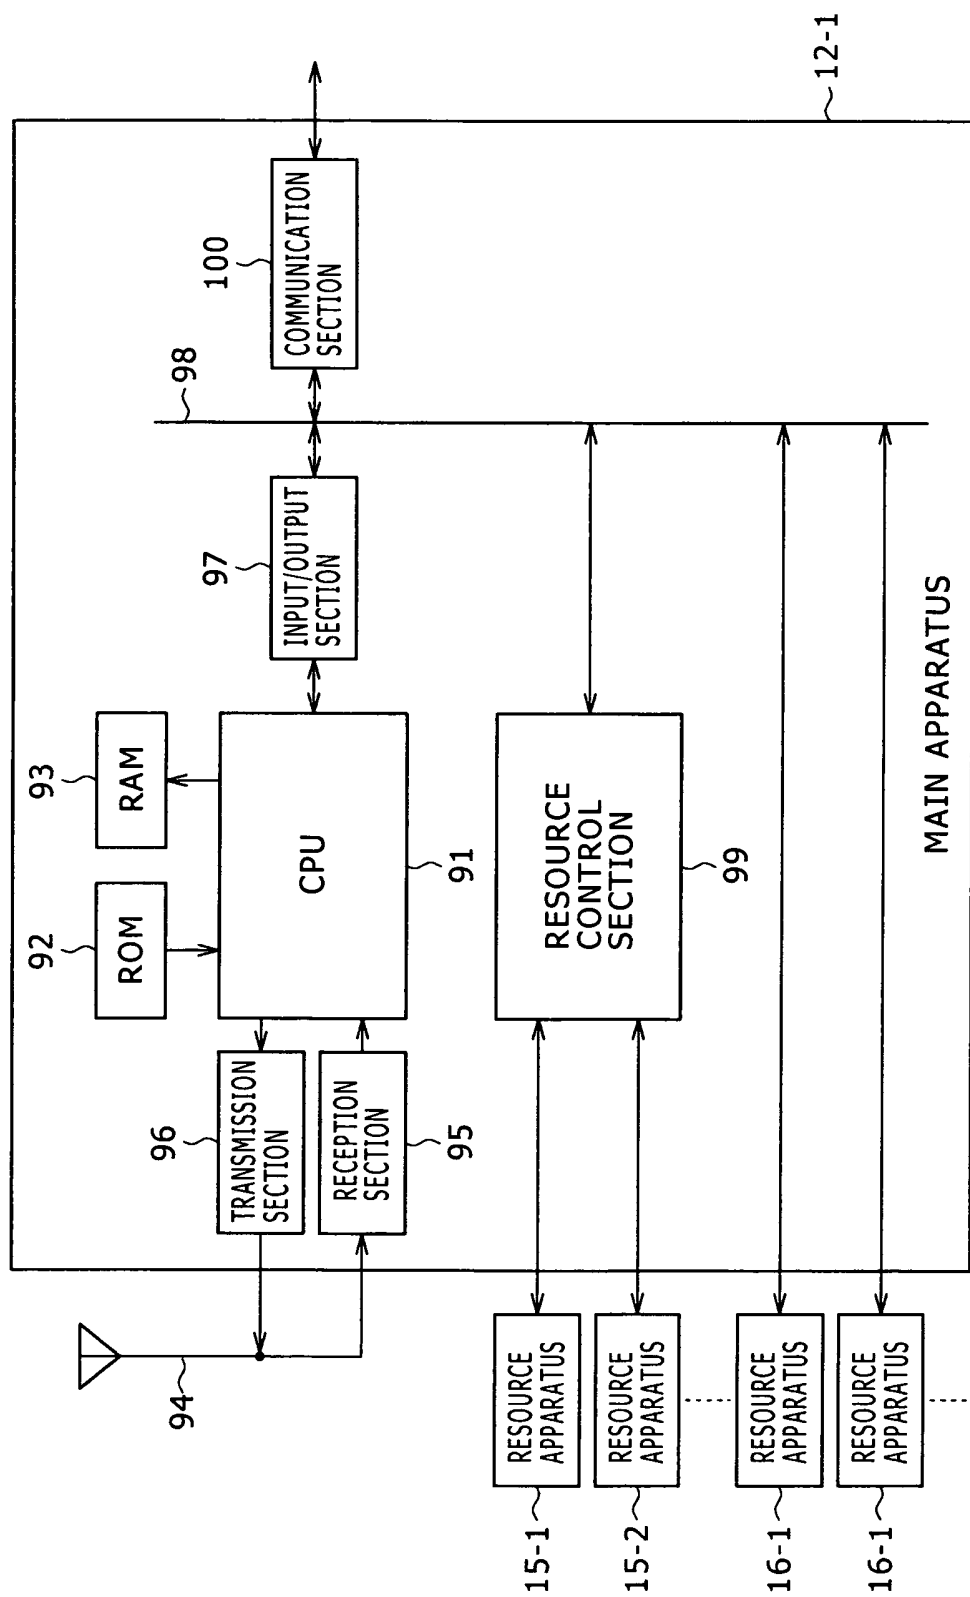 12-1
94
96
TRANSMISSION
SECTION
RECEPTION
SECTION
95
92
ROM
93
RAM
CPU
91
97
INPUT/OUTPUT
SECTION
98
100
COMMUNICATION
SECTION
RESOURCE
CONTROL
SECTION
99
15-1
RESOURCE
APPARATUS
15-2
RESOURCE
APPARATUS
16-1
RESOURCE
APPARATUS
16-1
RESOURCE
APPARATUS
MAIN APPARATUS